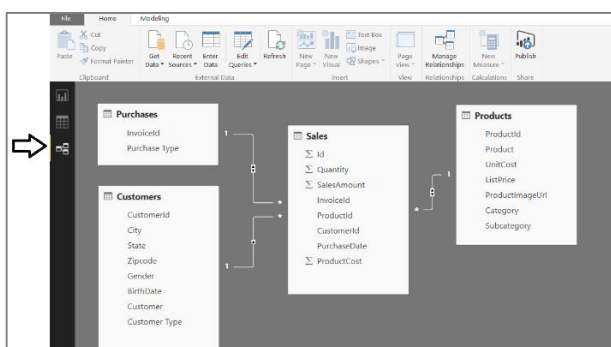 File Home Modeling
Paste
Cut
Copy
Format Painter
Clipboard
Get Data
Recent Sources
Enter Data
Edit Queries
External Data
Refresh
New Page
New Visual
Text Box
Image
Shapes
Insert
Page View
View
Manage Relationships
Relationships
New Measure
Calculations
Publish
Share
Purchases
InvoiceId
Purchase Type
1
Customers
CustomerId
City
State
Zipcode
Gender
BirthDate
Customer
Customer Type
1
Sales
Σ Id
Σ Quantity
Σ SalesAmount
InvoiceId
ProductId
CustomerId
PurchaseDate
Σ ProductCost
*
*
*
1
Products
ProductId
Product
UnitCost
ListPrice
ProductImageUrl
Category
Subcategory